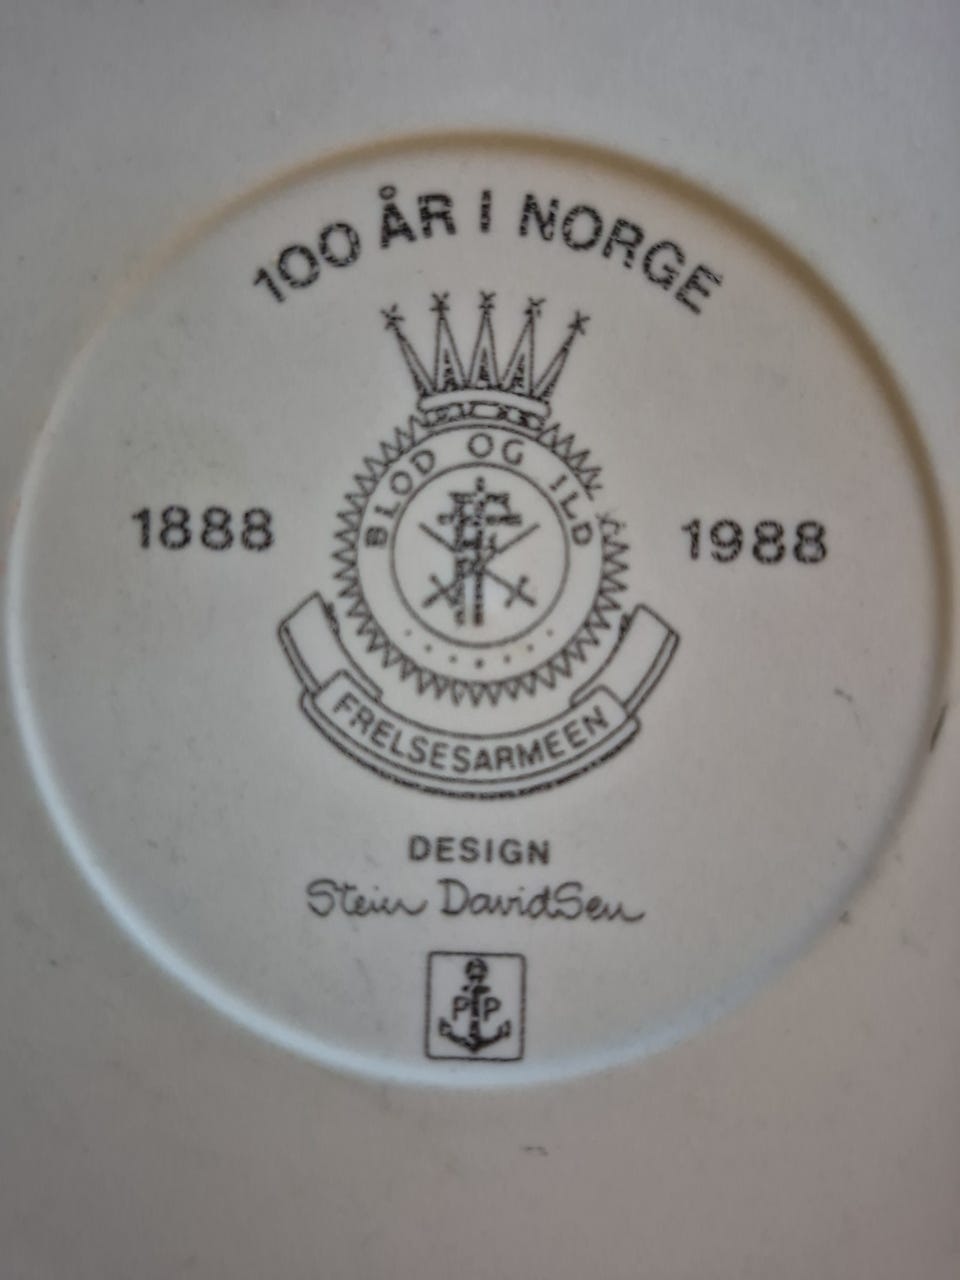 100 ÅR I NORGE
BLOD OG ILD
1888
1988
FRELSESARMEEN
DESIGN
Stein DavidSen
P P